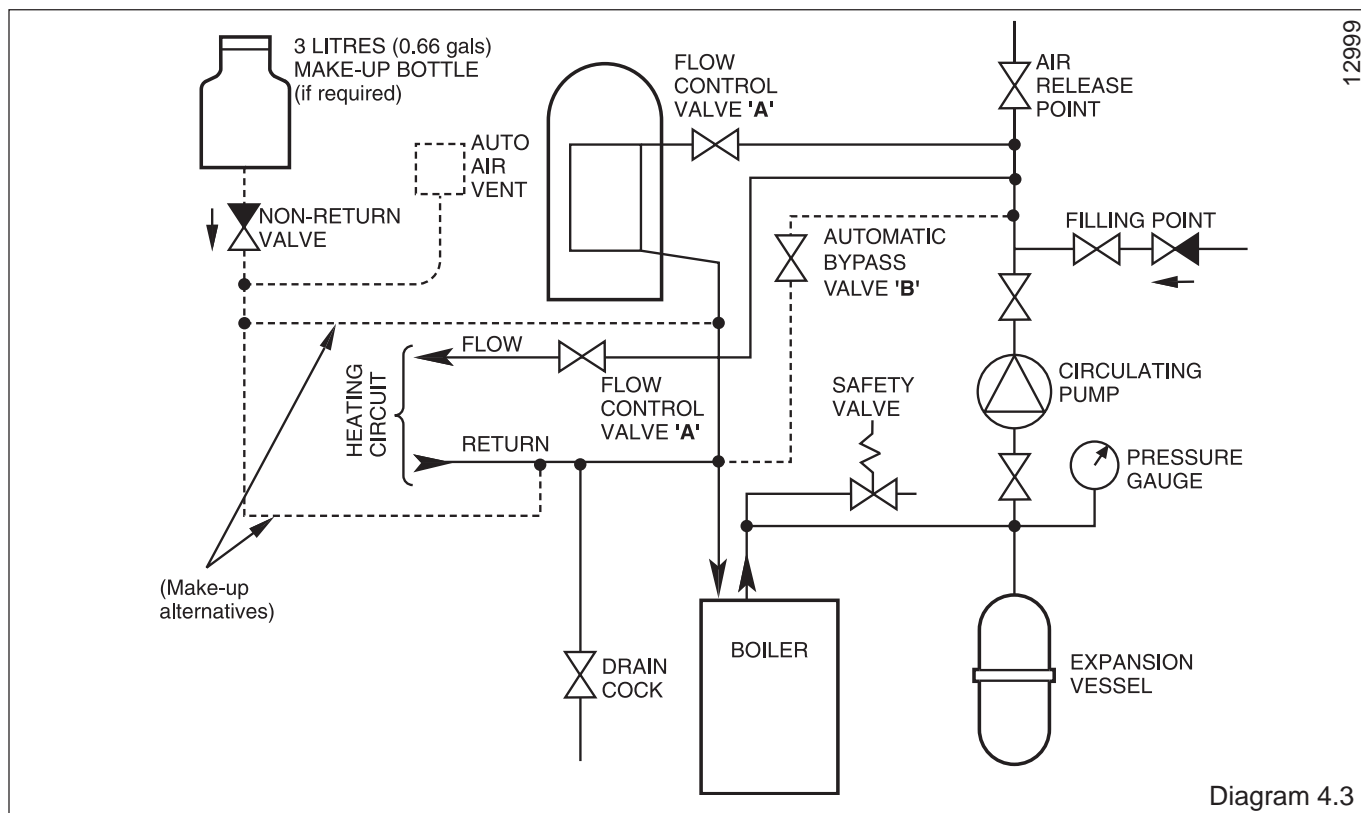 3 LITRES (0.66 gals)
MAKE-UP BOTTLE
(if required)
FLOW
CONTROL
VALVE 'A'
AIR
RELEASE
POINT
12999
AUTO
AIR
VENT
NON-RETURN
VALVE
AUTOMATIC
BYPASS
VALVE 'B'
FILLING POINT
FLOW
FLOW
CONTROL
VALVE 'A'
HEATING
CIRCUIT
RETURN
SAFETY
VALVE
CIRCULATING
PUMP
PRESSURE
GAUGE
(Make-up
alternatives)
DRAIN
COCK
BOILER
EXPANSION
VESSEL
Diagram 4.3